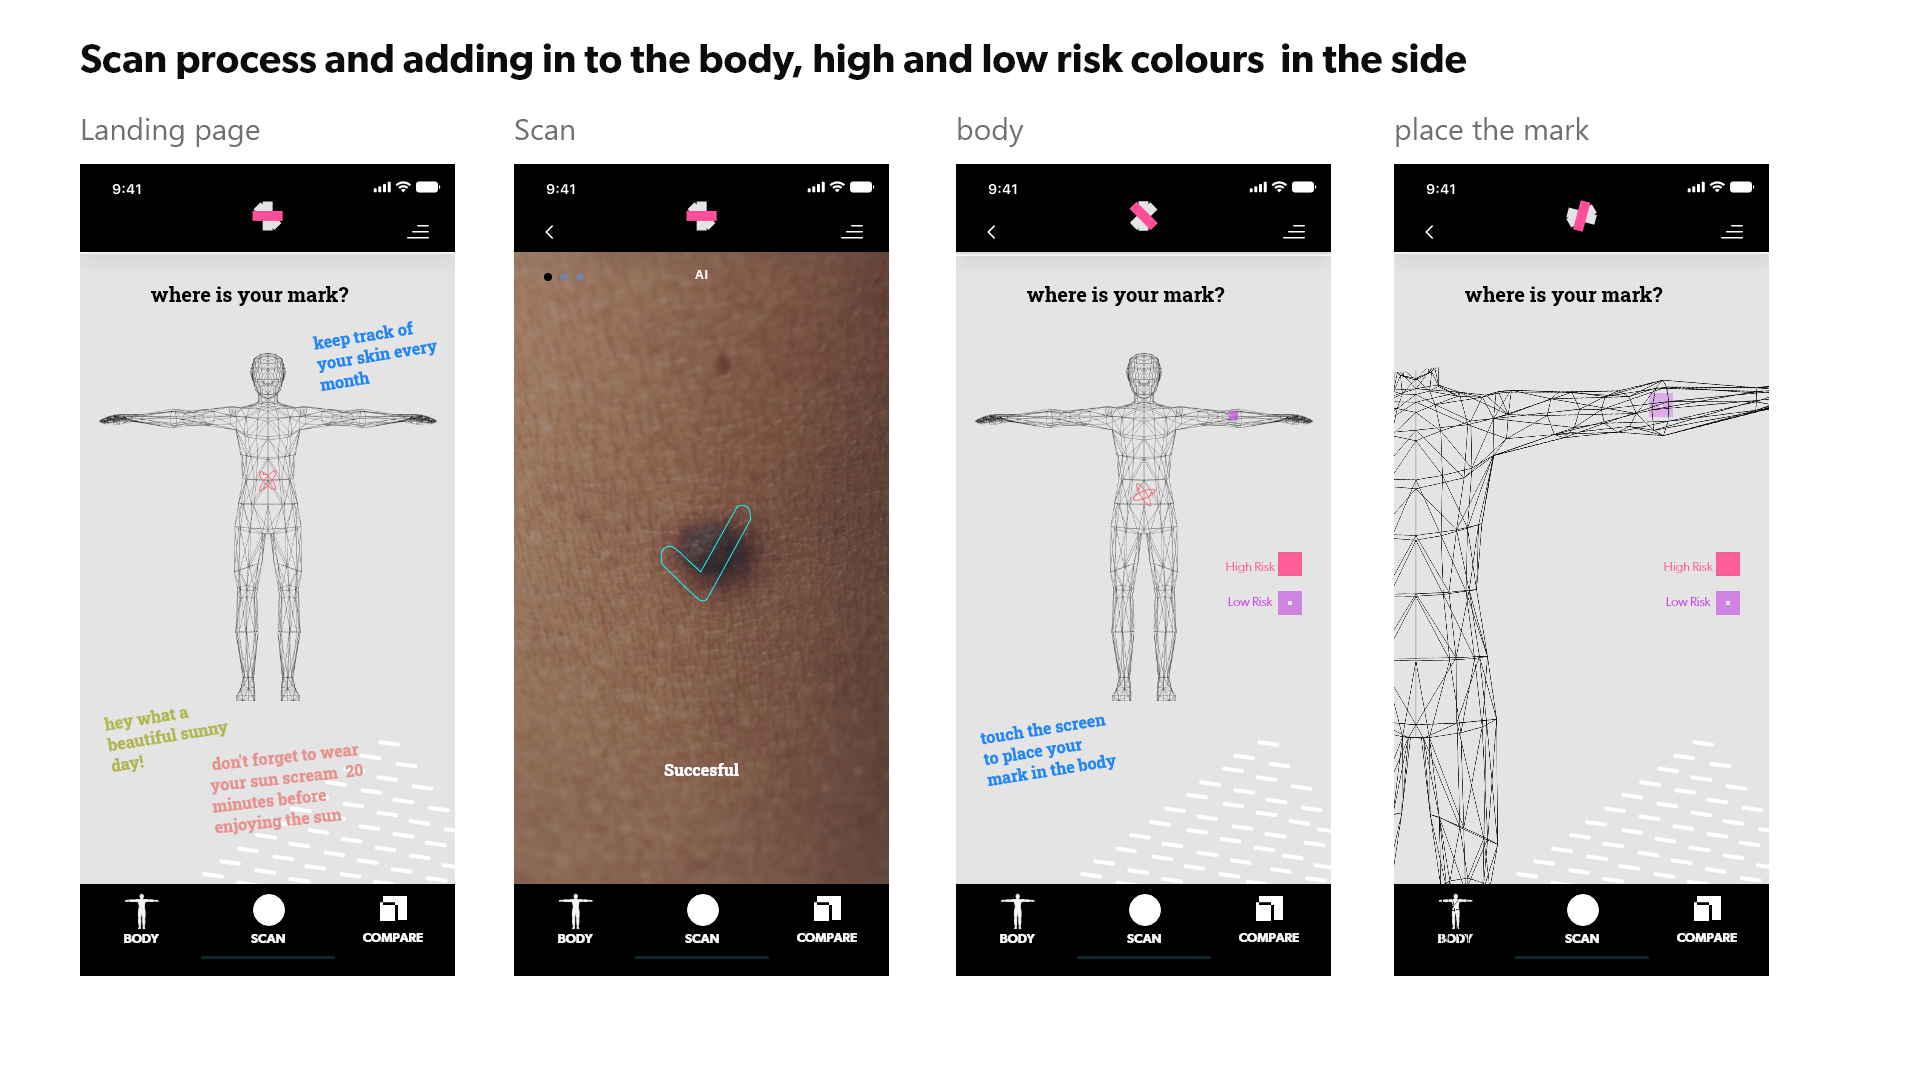 Scan process and adding in to the body, high and low risk colours in the side
Landing page
9:41
where is your mark?
keep track of
your skin every
month
hey what a
beautiful sunny
day!
don't forget to wear
your sun scream 20
minutes before
enjoying the sun
BODY
SCAN
COMPARE
Scan
9:41
AI
Succesful
BODY
SCAN
COMPARE
body
9:41
where is your mark?
High Risk
Low Risk
touch the screen
to place your
mark in the body
BODY
SCAN
COMPARE
place the mark
9:41
where is your mark?
High Risk
Low Risk
BODY
SCAN
COMPARE